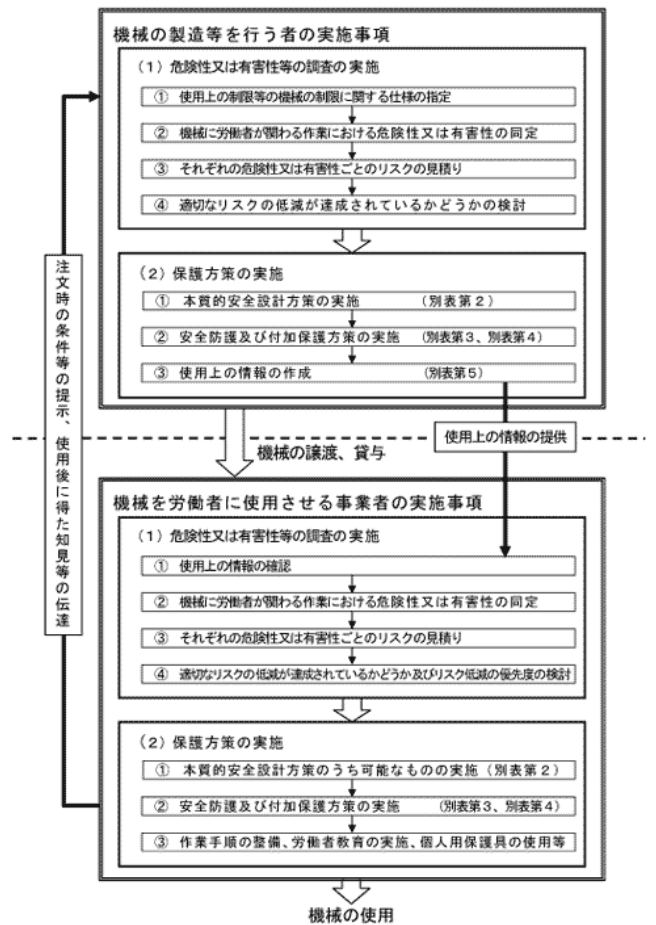 機械の製造等を行う者の実施事項
（１）危険性又は有害性等の調査の実施
① 使用上の制限等の機械の制限に関する仕様の指定
② 機械に労働者が関わる作業における危険性又は有害性の同定
③ それぞれの危険性又は有害性ごとのリスクの見積り
④ 適切なリスクの低減が達成されているかどうかの検討
（２）保護方策の実施
① 本質的安全設計方策の実施 （別表第２）
② 安全防護及び付加保護方策の実施 （別表第３、別表第４）
③ 使用上の情報の作成 （別表第５）
注文時の条件等の提示、使用後に得た知見等の伝達
使用上の情報の提供
機械の譲渡、貸与
機械を労働者に使用させる事業者の実施事項
（１）危険性又は有害性等の調査の実施
① 使用上の情報の確認
② 機械に労働者が関わる作業における危険性又は有害性の同定
③ それぞれの危険性又は有害性ごとのリスクの見積り
④ 適切なリスクの低減が達成されているかどうか及びリスク低減の優先度の検討
（２）保護方策の実施
① 本質的安全設計方策のうち可能なものの実施（別表第２）
② 安全防護及び付加保護方策の実施 （別表第３、別表第４）
③ 作業手順の整備、労働者教育の実施、個人用保護具の使用等
機械の使用